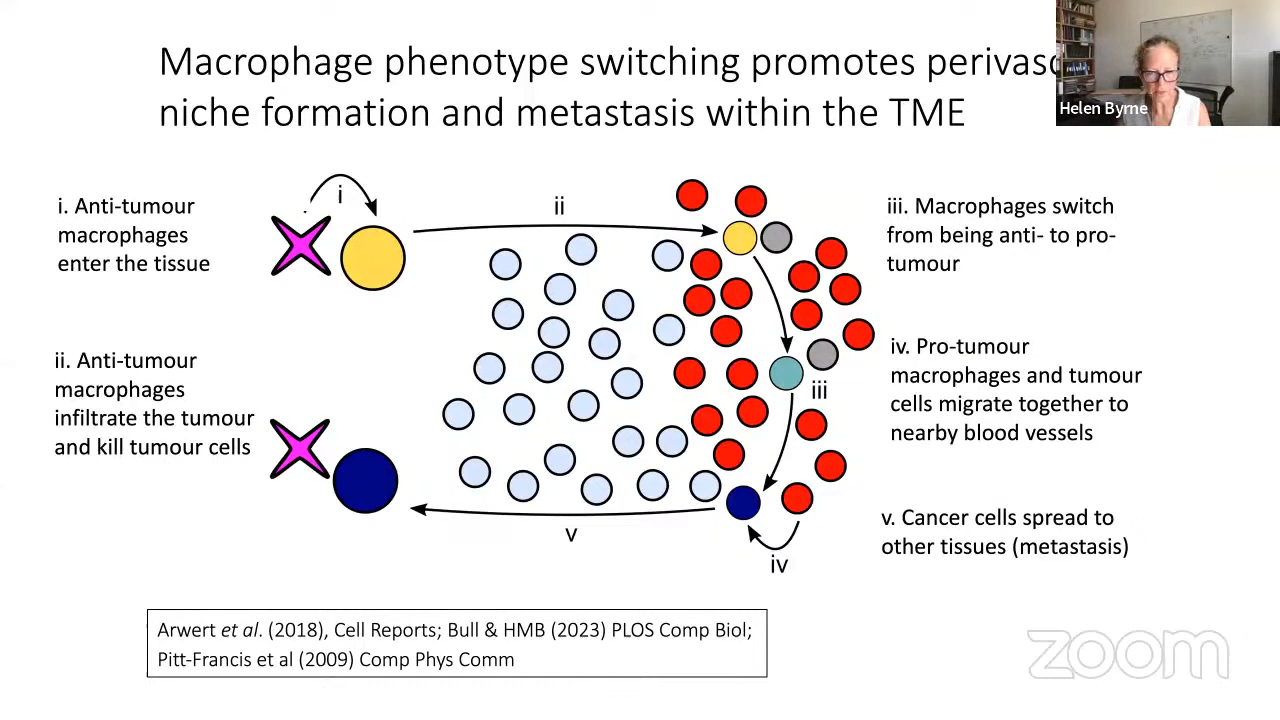 Macrophage phenotype switching promotes
niche formation and metastasis within the TME
Helen Byrne
i. Anti-tumour
macrophages
enter the tissue
ii. Anti-tumour
macrophages
infiltrate the tumour
and kill tumour cells
i
ii
iii
iv
v
iii. Macrophages switch
from being anti- to pro-
tumour
iv. Pro-tumour
macrophages and tumour
cells migrate together to
nearby blood vessels
v. Cancer cells spread to
other tissues (metastasis)
Arwert et al. (2018), Cell Reports; Bull & HMB (2023) PLOS Comp Biol;
Pitt-Francis et al (2009) Comp Phys Comm
zoom